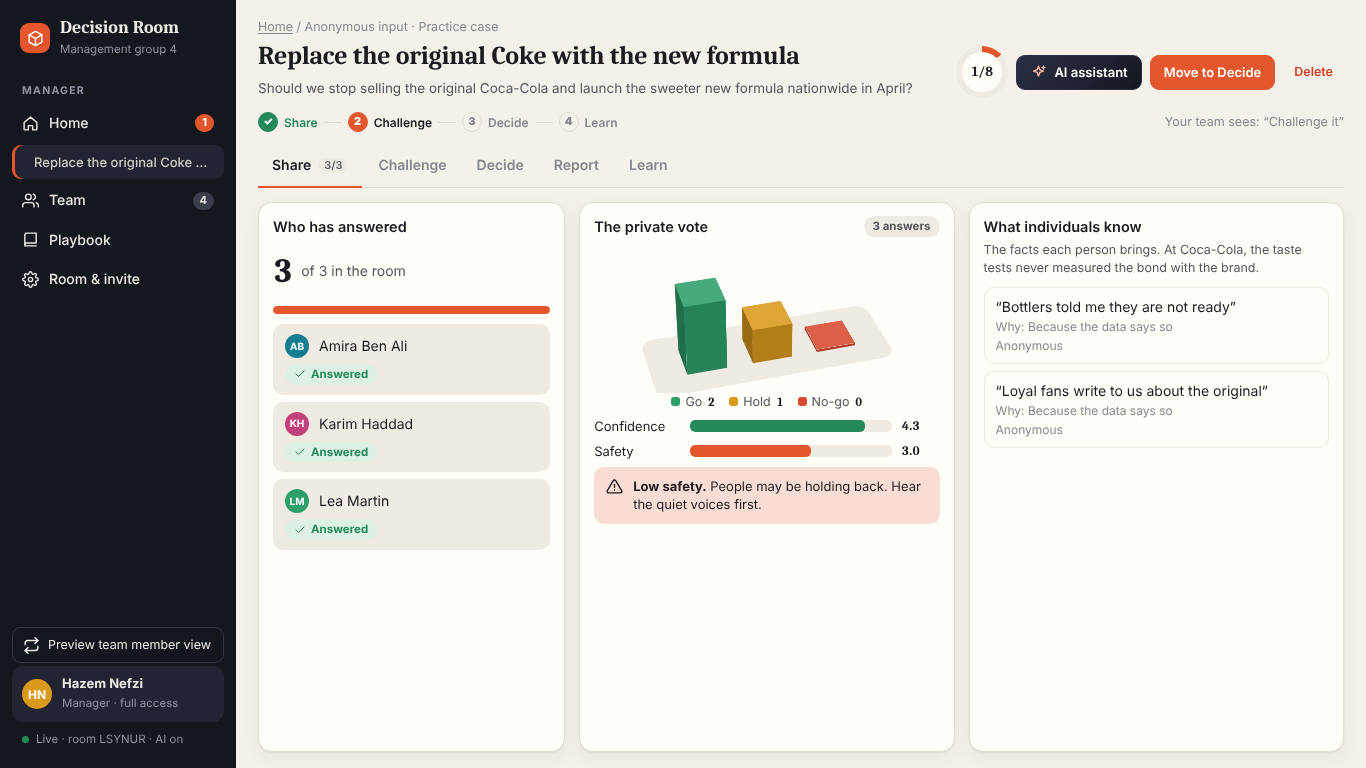 Decision Room
Management group 4
MANAGER
Home 1
Replace the original Coke ...
Team 4
Playbook
Room & invite
Preview team member view
HN
Hazem Nefzi
Manager · full access
Live · room LSYNUR · AI on
Home / Anonymous input · Practice case
Replace the original Coke with the new formula
Should we stop selling the original Coca-Cola and launch the sweeter new formula nationwide in April?
1/8
AI assistant
Move to Decide
Delete
Share
2 Challenge
3 Decide
4 Learn
Your team sees: “Challenge it”
Share 3/3
Challenge
Decide
Report
Learn
Who has answered
3 of 3 in the room
AB Amira Ben Ali
Answered
KH Karim Haddad
Answered
LM Lea Martin
Answered
The private vote
3 answers
Go 2 Hold 1 No-go 0
Confidence 4.3
Safety 3.0
Low safety. People may be holding back. Hear
the quiet voices first.
What individuals know
The facts each person brings. At Coca-Cola, the taste
tests never measured the bond with the brand.
“Bottlers told me they are not ready”
Why: Because the data says so
Anonymous
“Loyal fans write to us about the original”
Why: Because the data says so
Anonymous